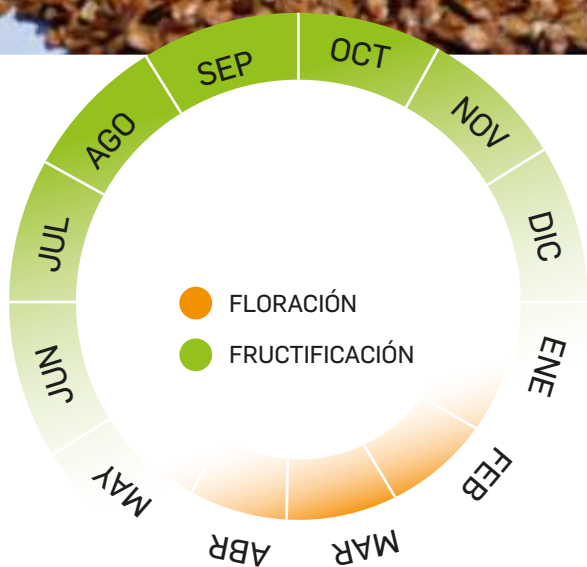 ENE
FEB
MAR
ABR
MAY
JUN
JUL
AGO
SEP
OCT
NOV
DIC
FLORACIÓN
FRUCTIFICACIÓN